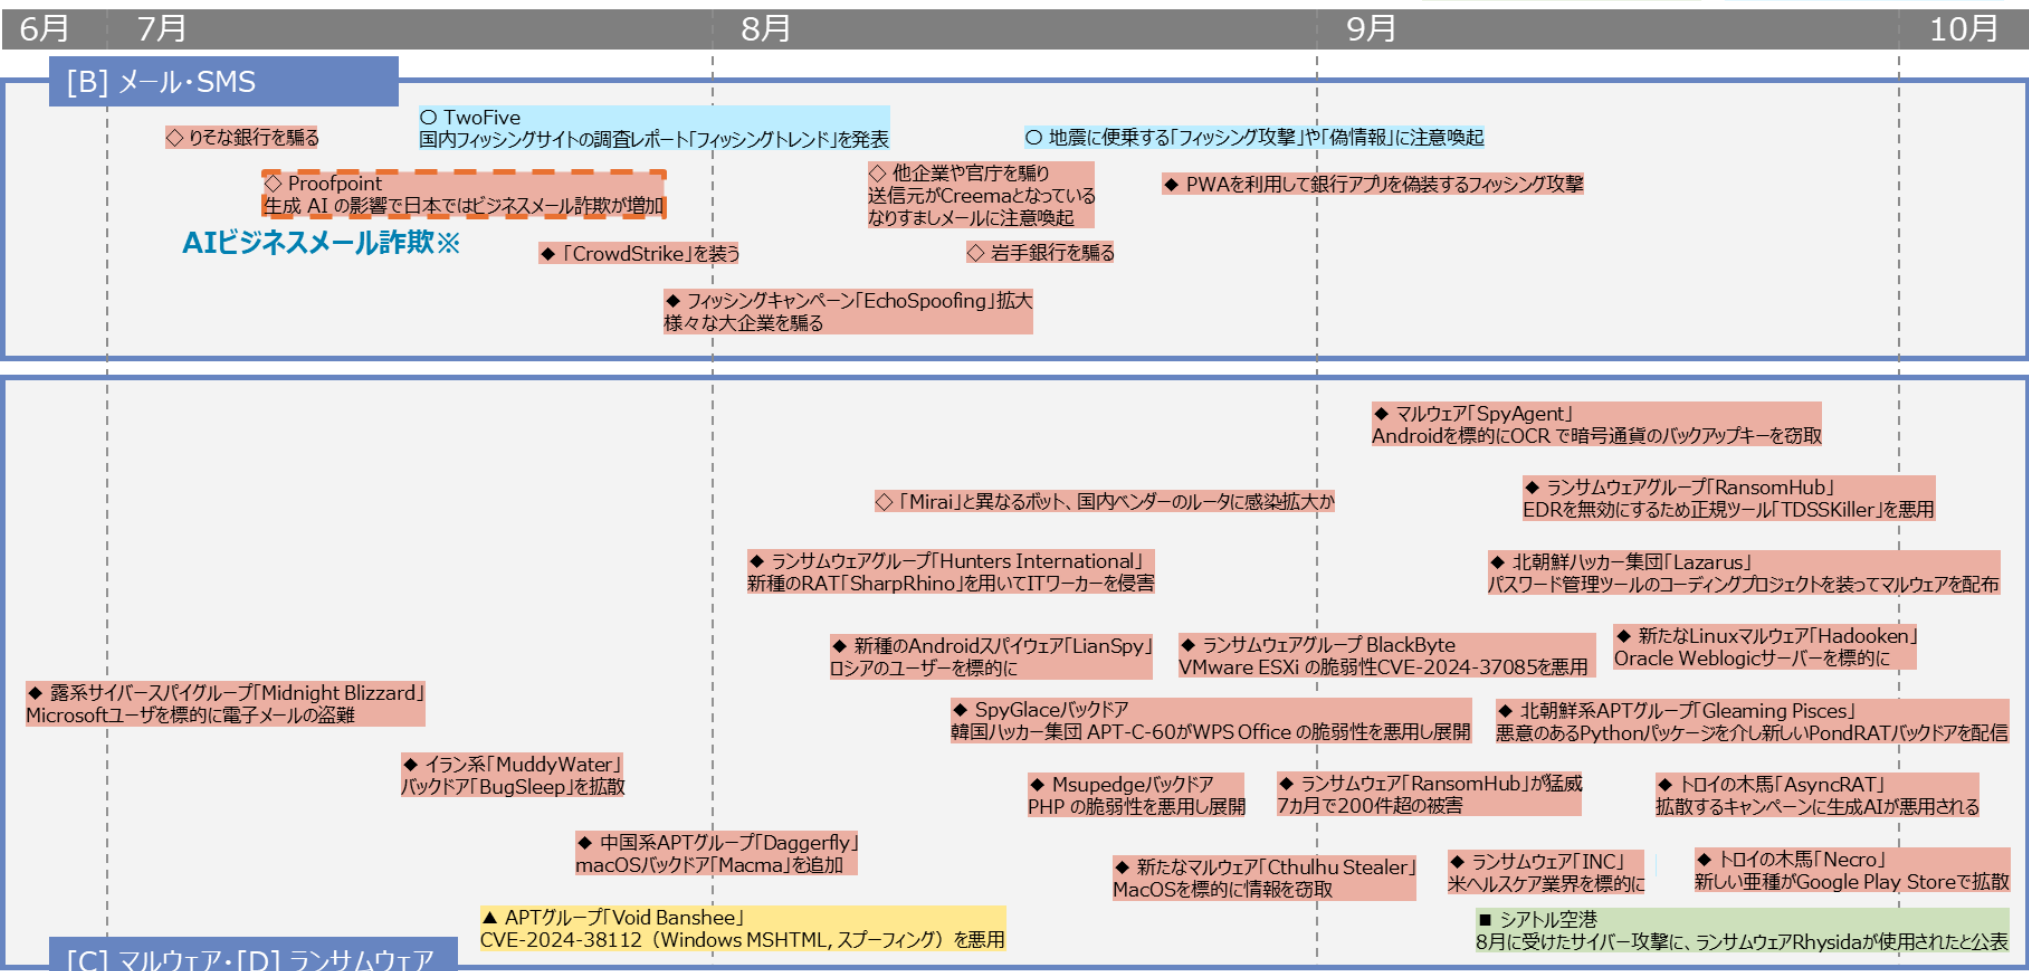 6月 7月 8月 9月 10月
[B] メール・SMS
◇ りそな銀行を騙る
〇 TwoFive
国内フィッシングサイトの調査レポート「フィッシングトレンド」を発表
〇 地震に便乗する「フィッシング攻撃」や「偽情報」に注意喚起
◇ Proofpoint
生成 AI の影響で日本ではビジネスメール詐欺が増加
◇ 他企業や官庁を騙り
送信元がCreemaとなっている
なりすましメールに注意喚起
◆ PWAを利用して銀行アプリを偽装するフィッシング攻撃
AIビジネスメール詐欺※
◆ 「CrowdStrike」を装う
◇ 岩手銀行を騙る
◆ フィッシングキャンペーン「EchoSpoofing」拡大
様々な大企業を騙る
◆ マルウェア「SpyAgent」
Androidを標的にOCR で暗号通貨のバックアップキーを窃取
◇ 「Mirai」と異なるボット、国内ベンダーのルータに感染拡大か
◆ ランサムウェアグループ「RansomHub」
EDRを無効にするため正規ツール「TDSSKiller」を悪用
◆ ランサムウェアグループ「Hunters International」
新種のRAT「SharpRhino」を用いてITワーカーを侵害
◆ 北朝鮮ハッカー集団「Lazarus」
パスワード管理ツールのコーディングプロジェクトを装ってマルウェアを配布
◆ 新種のAndroidスパイウェア「LianSpy」
ロシアのユーザーを標的に
◆ ランサムウェアグループ BlackByte
VMware ESXi の脆弱性CVE-2024-37085を悪用
◆ 新たなLinuxマルウェア「Hadooken」
Oracle Weblogicサーバーを標的に
◆ 露系サイバースパイグループ「Midnight Blizzard」
Microsoftユーザを標的に電子メールの盗難
◆ SpyGlaceバックドア
韓国ハッカー集団 APT-C-60がWPS Office の脆弱性を悪用し展開
◆ 北朝鮮系APTグループ「Gleaming Pisces」
悪意のあるPythonパッケージを介し新しいPondRATバックドアを配信
◆ イラン系「MuddyWater」
バックドア「BugSleep」を拡散
◆ Msupedgeバックドア
PHP の脆弱性を悪用し展開
◆ ランサムウェア「RansomHub」が猛威
7カ月で200件超の被害
◆ トロイの木馬「AsyncRAT」
拡散するキャンペーンに生成AIが悪用される
◆ 中国系APTグループ「Daggerfly」
macOSバックドア「Macma」を追加
◆ 新たなマルウェア「Cthulhu Stealer」
MacOSを標的に情報を窃取
◆ ランサムウェア「INC」
米ヘルスケア業界を標的に
◆ トロイの木馬「Necro」
新しい亜種がGoogle Play Storeで拡散
▲ APTグループ「Void Banshee」
CVE-2024-38112（Windows MSHTML, スプーフィング）を悪用
■ シアトル空港
8月に受けたサイバー攻撃に、ランサムウェアRhysidaが使用されたと公表
[C] マルウェア・[D] ランサムウェア